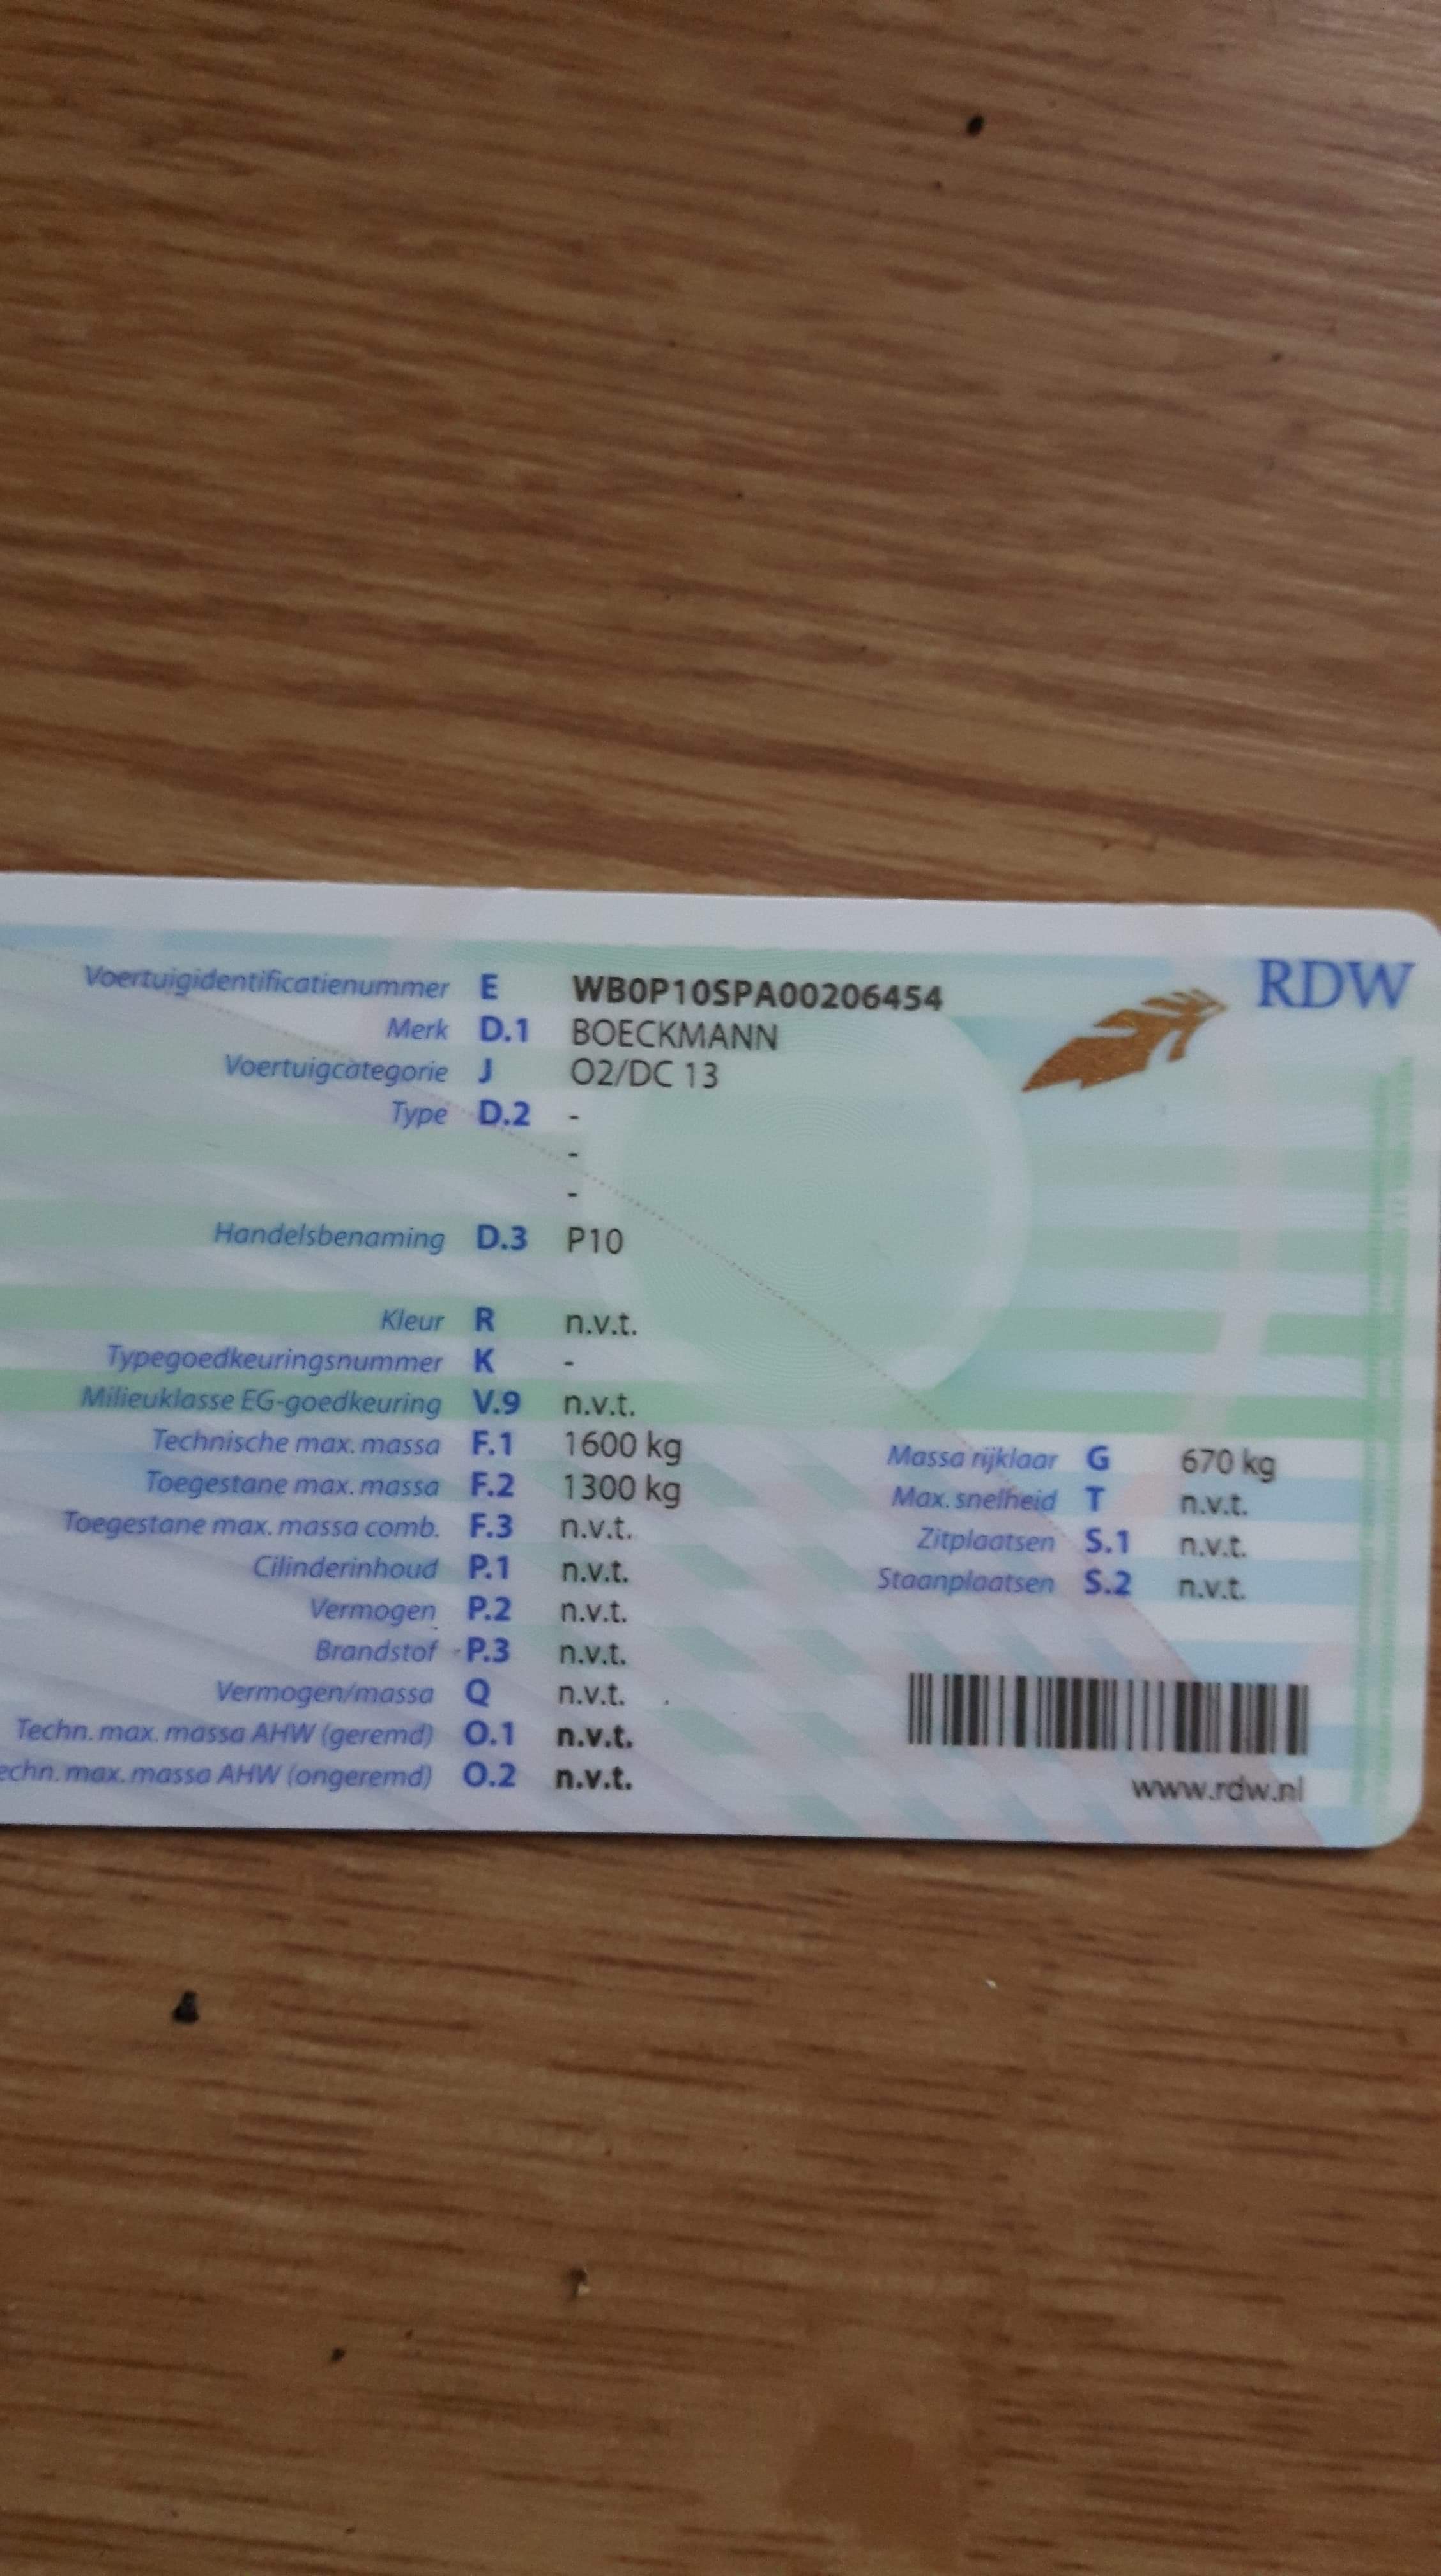 RDW
Voertuigidentificatienummer E WB0P10SPA00206454
Merk D.1 BOECKMANN
Voertuigcategorie J O2/DC 13
Type D.2 -
-
-
Handelsbenaming D.3 P10
Kleur R n.v.t.
Typegoedkeuringsnummer K -
Milieuklasse EG-goedkeuring V.9 n.v.t.
Technische max. massa F.1 1600 kg
Toegestane max. massa F.2 1300 kg
Toegestane max. massa comb. F.3 n.v.t.
Cilinderinhoud P.1 n.v.t.
Vermogen P.2 n.v.t.
Brandstof P.3 n.v.t.
Vermogen/massa Q n.v.t.
Techn. max. massa AHW (geremd) O.1 n.v.t.
echn. max. massa AHW (ongeremd) O.2 n.v.t.
Massa rijklaar G 670 kg
Max. snelheid T n.v.t.
Zitplaatsen S.1 n.v.t.
Staanplaatsen S.2 n.v.t.
www.rdw.nl